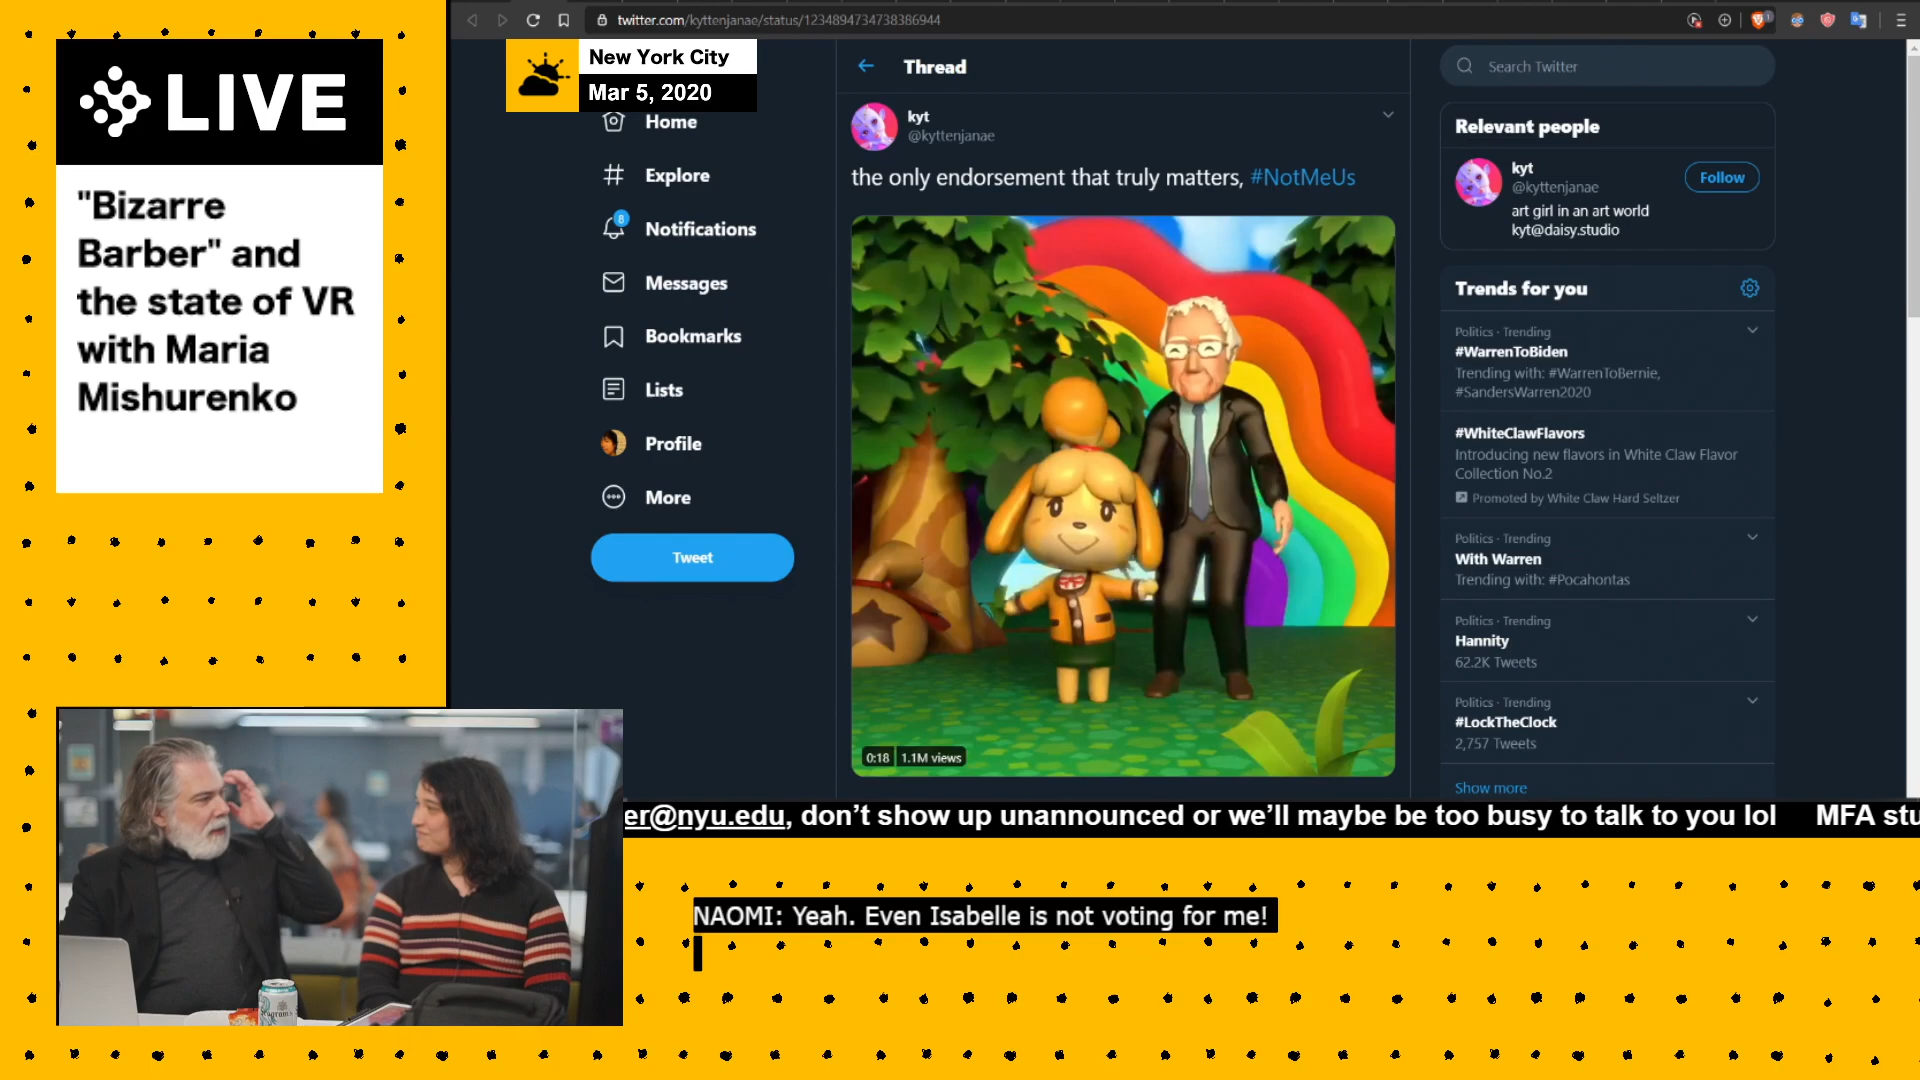 LIVE
"Bizarre
Barber" and
the state of VR
with Maria
Mishurenko
twitter.com/kyttenjanae/status/1234894734738386944
New York City
Mar 5, 2020
Home
Explore
8
Notifications
Messages
Bookmarks
Lists
Profile
More
Tweet
Thread
kyt
@kyttenjanae
the only endorsement that truly matters, #NotMeUs
0:18 1.1M views
Search Twitter
Relevant people
kyt
@kyttenjanae
Follow
art girl in an art world
kyt@daisy.studio
Trends for you
Politics · Trending
#WarrenToBiden
Trending with: #WarrenToBernie,
#SandersWarren2020
#WhiteClawFlavors
Introducing new flavors in White Claw Flavor
Collection No.2
Promoted by White Claw Hard Seltzer
Politics · Trending
With Warren
Trending with: #Pocahontas
Politics · Trending
Hannity
62.2K Tweets
Politics · Trending
#LockTheClock
2,757 Tweets
Show more
er@nyu.edu, don’t show up unannounced or we’ll maybe be too busy to talk to you lol MFA stu
NAOMI: Yeah. Even Isabelle is not voting for me!
Seagram's